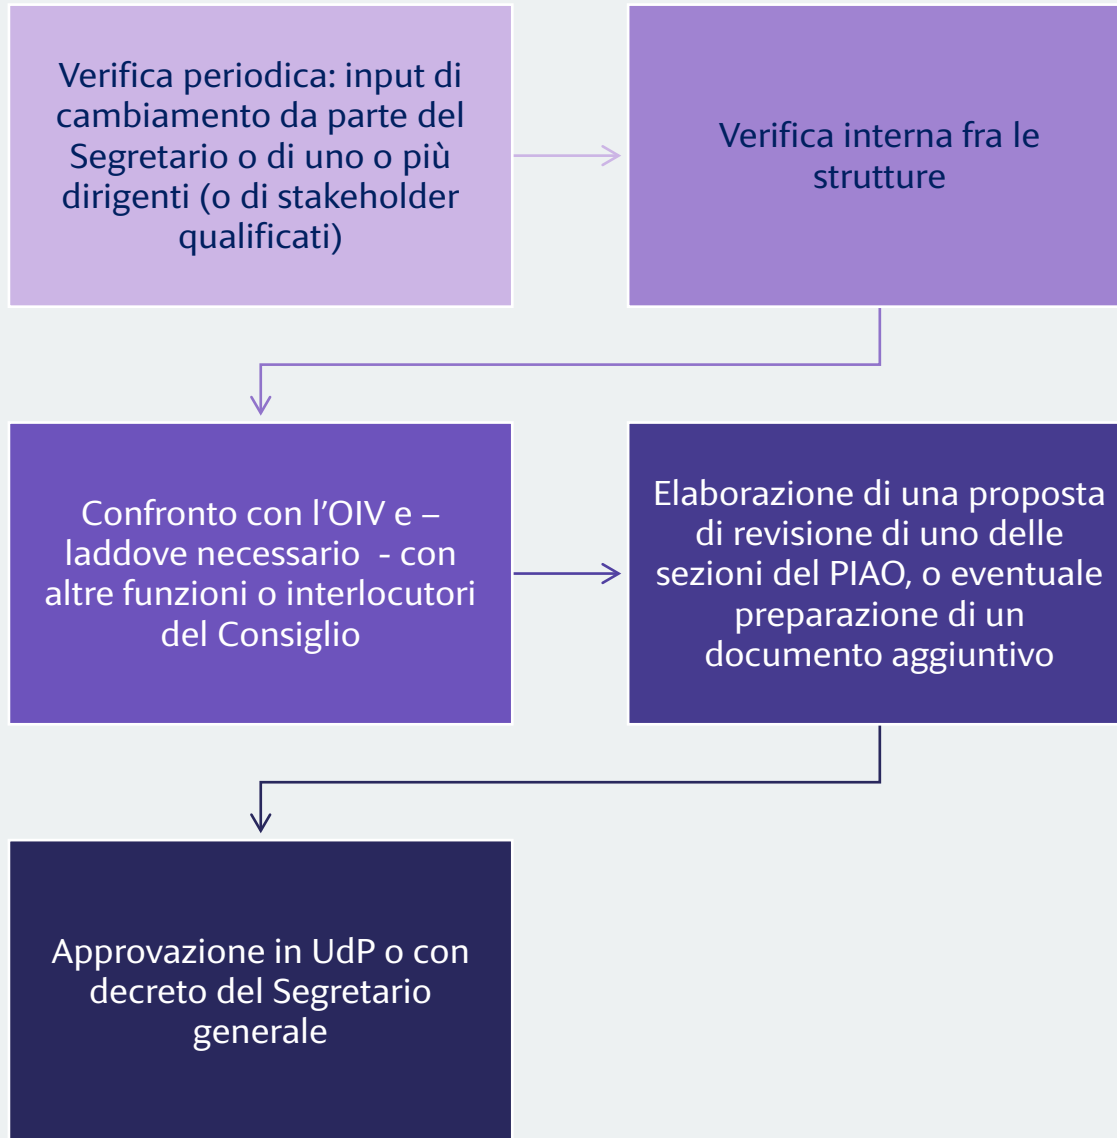 Verifica periodica: input di
cambiamento da parte del
Segretario o di uno o più
dirigenti (o di stakeholder
qualificati)
Verifica interna fra le
strutture
Confronto con l’OIV e –
laddove necessario - con
altre funzioni o interlocutori
del Consiglio
Elaborazione di una proposta
di revisione di uno delle
sezioni del PIAO, o eventuale
preparazione di un
documento aggiuntivo
Approvazione in UdP o con
decreto del Segretario
generale